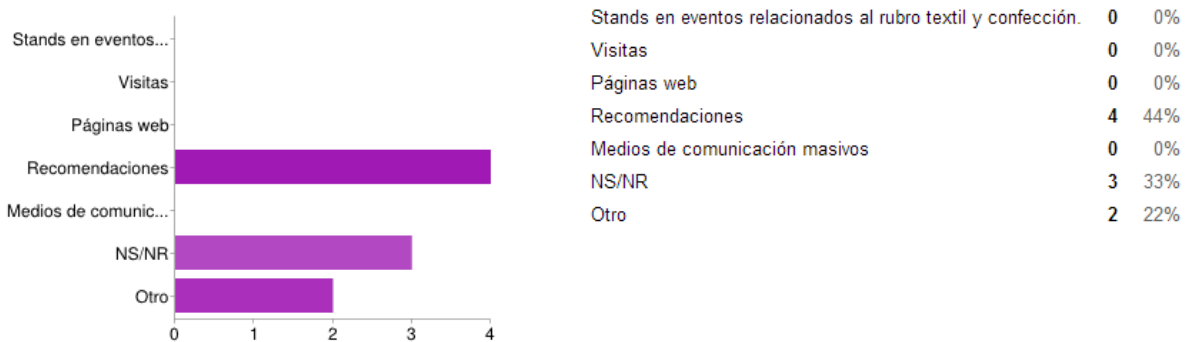 Stands en eventos...
Visitas
Páginas web
Recomendaciones
Medios de comunic...
NS/NR
Otro
0 1 2 3 4
Stands en eventos relacionados al rubro textil y confección. 0 0%
Visitas 0 0%
Páginas web 0 0%
Recomendaciones 4 44%
Medios de comunicación masivos 0 0%
NS/NR 3 33%
Otro 2 22%